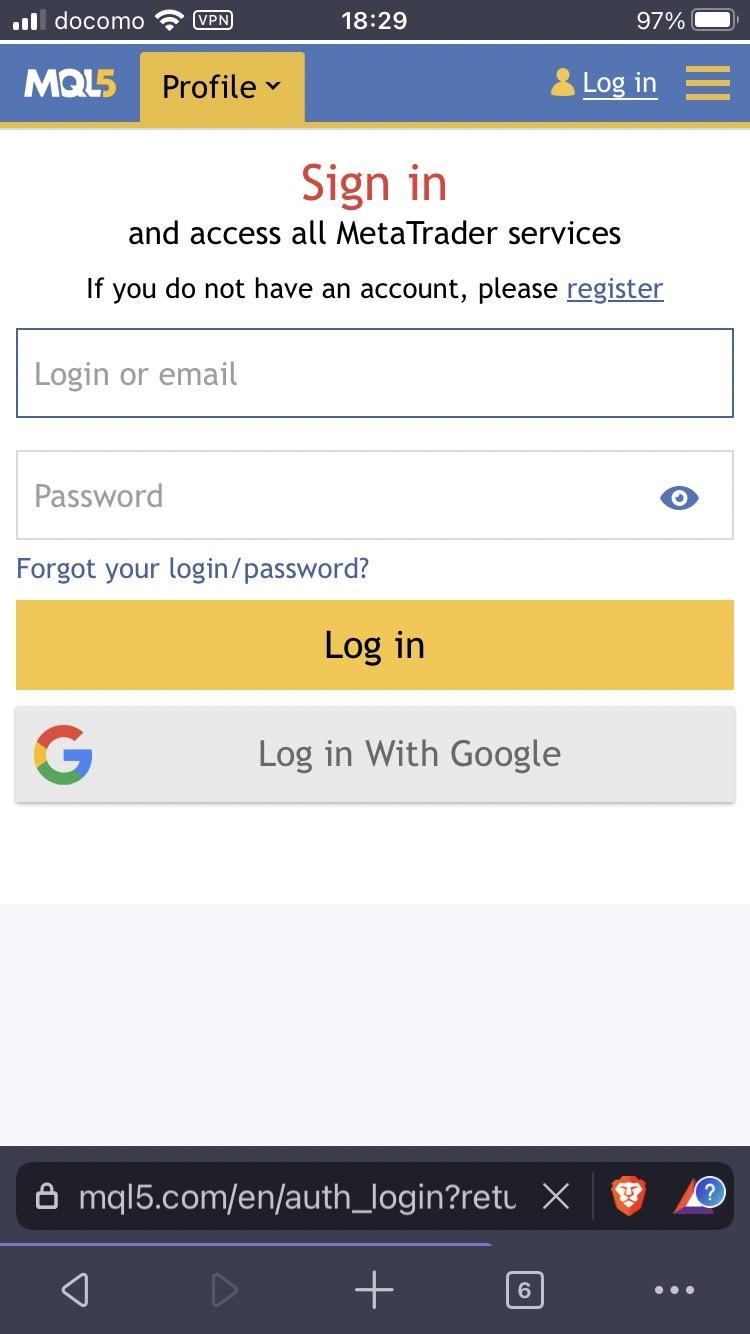 docomo VPN 18:29 97%
MQL5 Profile Log in
Sign in
and access all MetaTrader services
If you do not have an account, please register
Login or email
Password
Forgot your login/password?
Log in
G Log in With Google
mql5.com/en/auth_login?retu ?
6